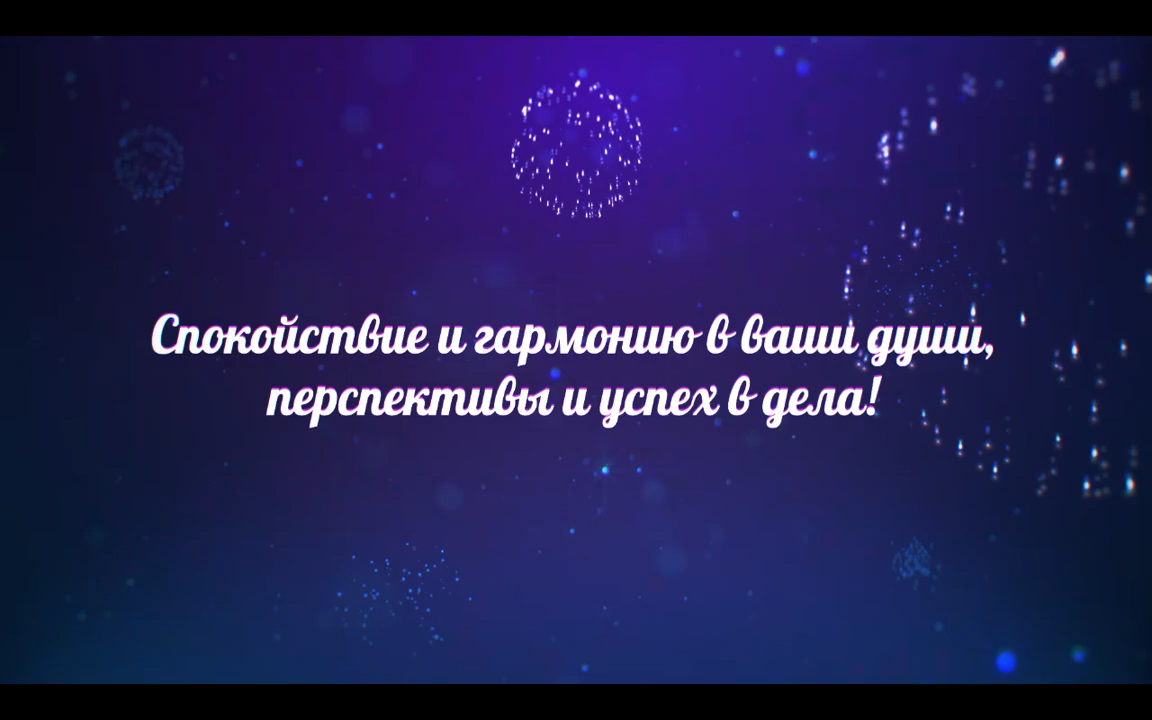 Спокойствие и гармонию в ваши души,
перспективы и успех в дела!